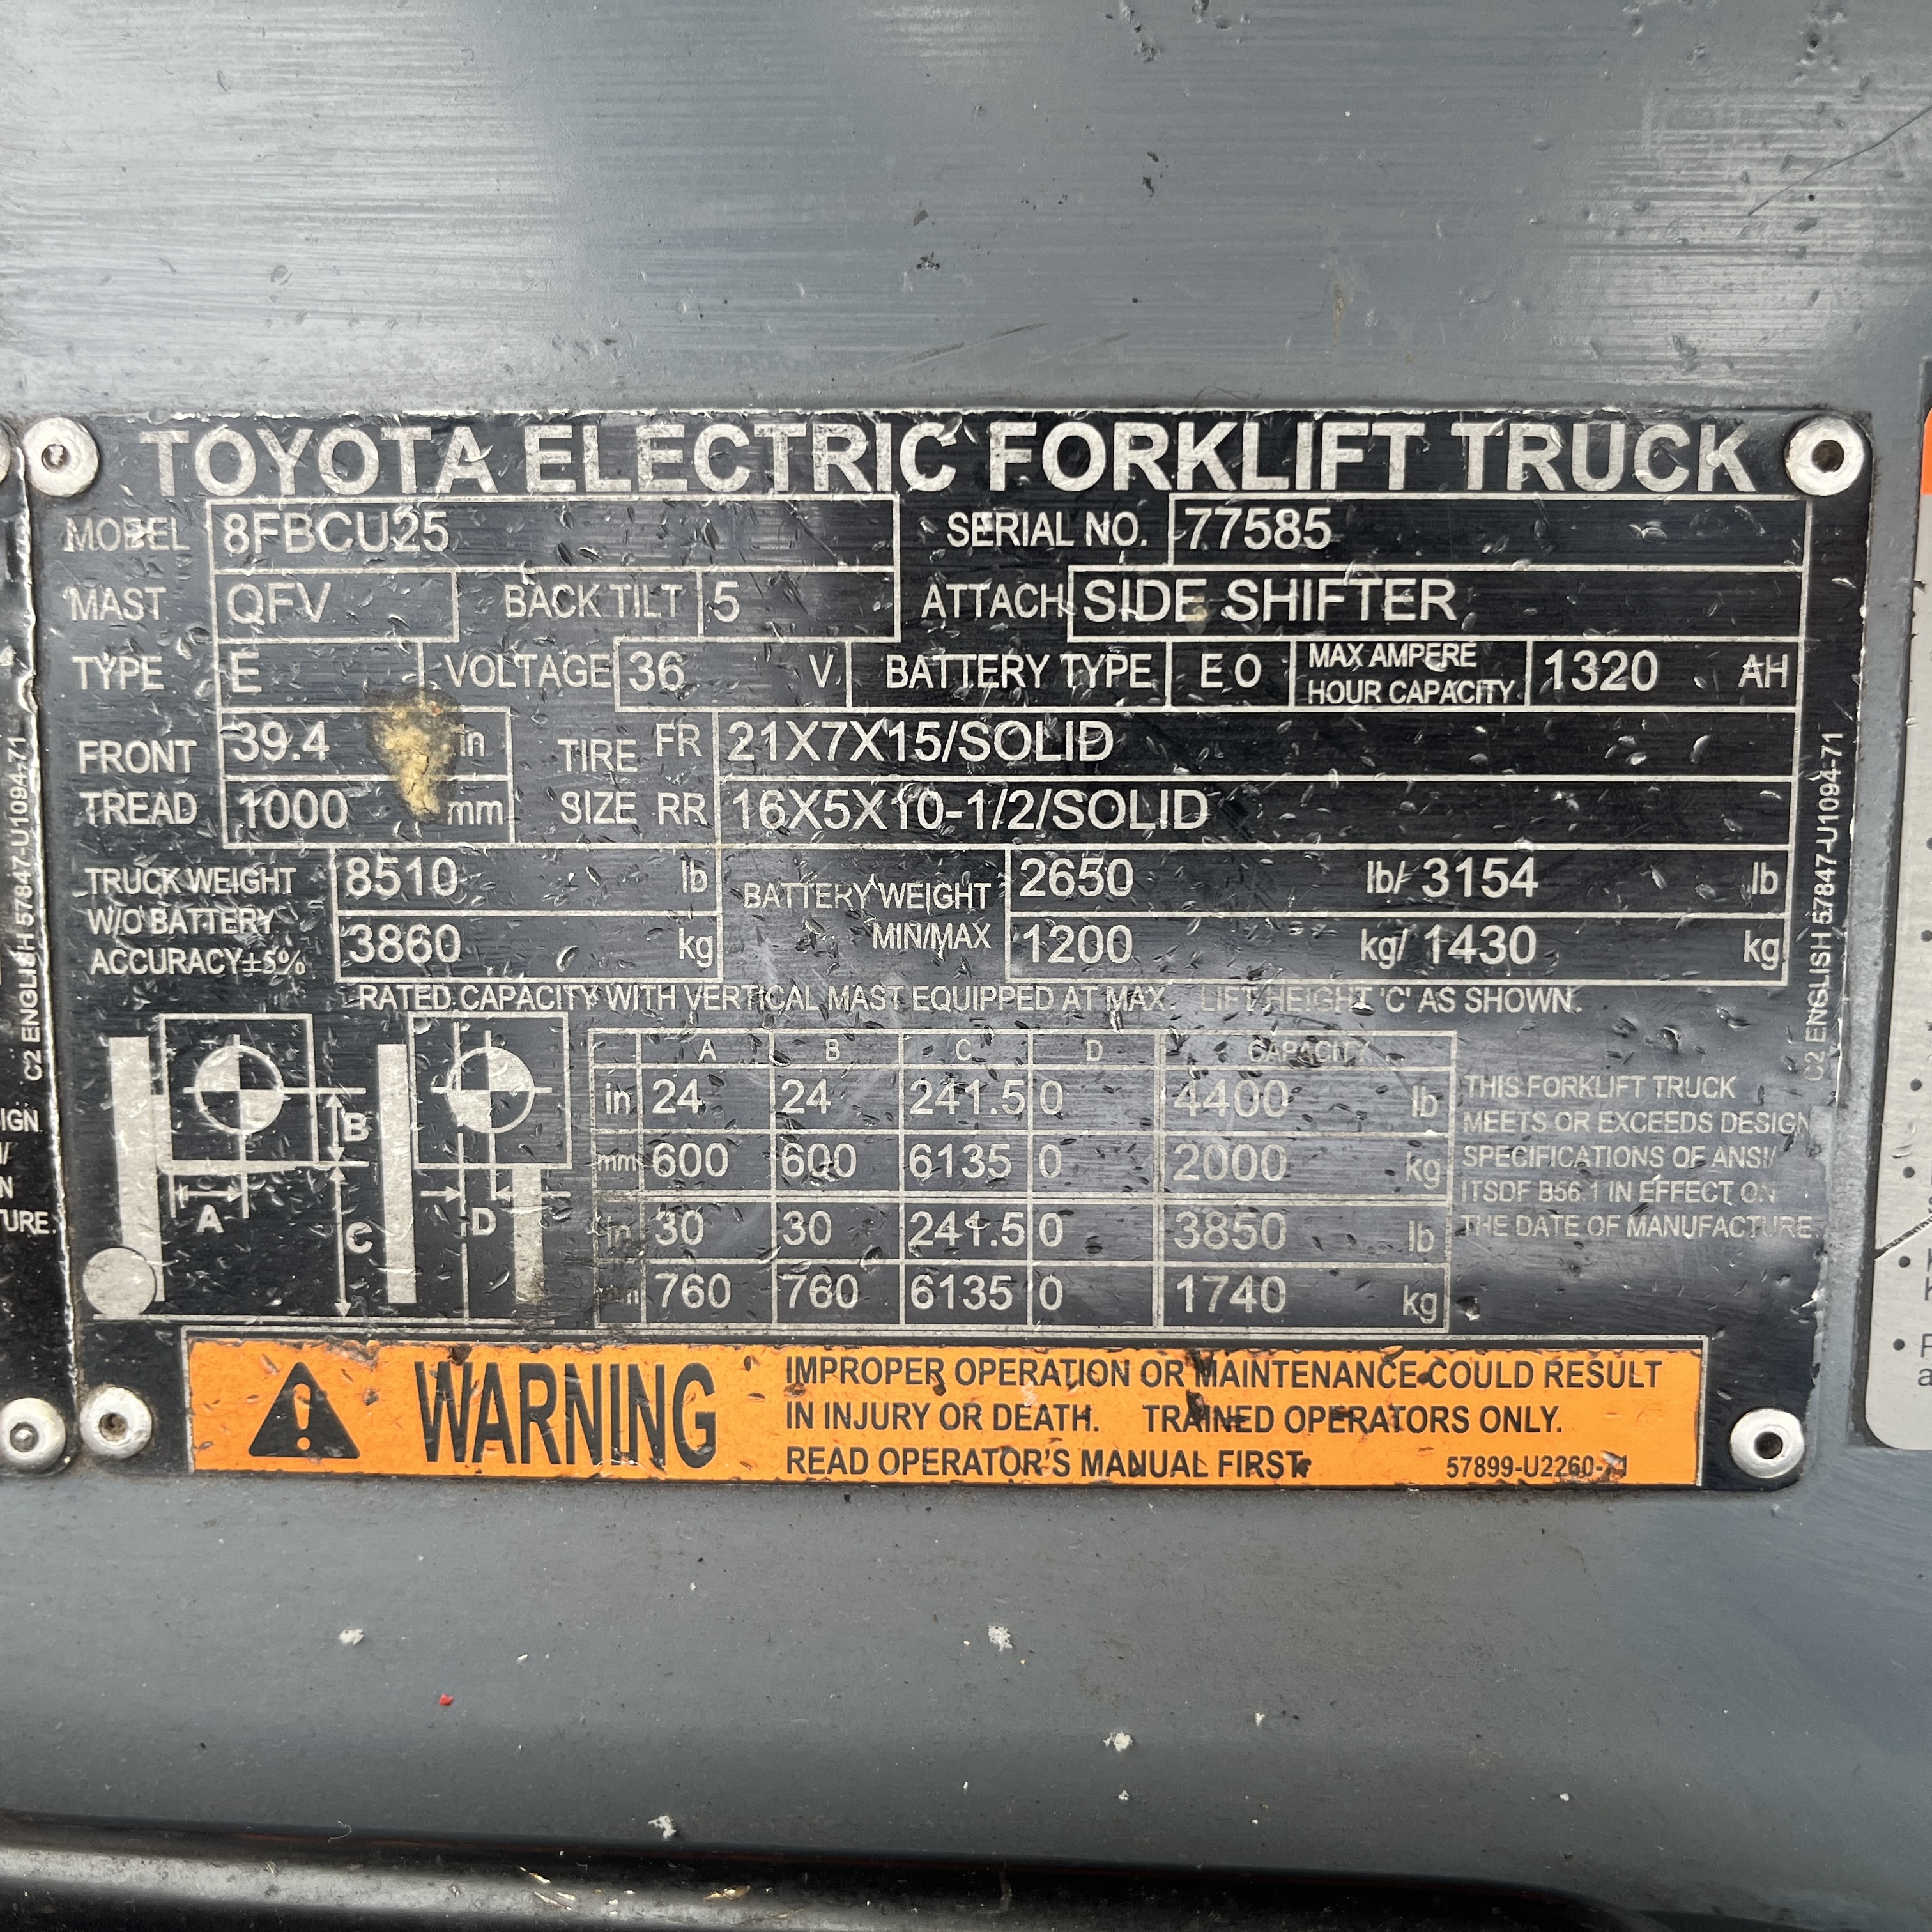 TOYOTA ELECTRIC FORKLIFT TRUCK
MODEL 8FBCU25 SERIAL NO. 77585
MAST QFV BACK TILT 5 ATTACH SIDE SHIFTER
TYPE E VOLTAGE 36 V BATTERY TYPE E O MAX AMPERE HOUR CAPACITY 1320 AH
FRONT TREAD 39.4 in TIRE SIZE FR 21X7X15/SOLID
1000 mm RR 16X5X10-1/2/SOLID
TRUCK WEIGHT W/O BATTERY ACCURACY±5% 8510 lb BATTERY WEIGHT MIN/MAX 2650 lb/ 3154 lb
3860 kg 1200 kg/ 1430 kg
RATED CAPACITY WITH VERTICAL MAST EQUIPPED AT MAX. LIFT HEIGHT 'C' AS SHOWN.
A B C D CAPACITY
in 24 24 241.5 0 4400 lb
mm 600 600 6135 0 2000 kg
in 30 30 241.5 0 3850 lb
mm 760 760 6135 0 1740 kg
B
A
C
D
THIS FORKLIFT TRUCK
MEETS OR EXCEEDS DESIGN
SPECIFICATIONS OF ANSI/
ITSDF B56.1 IN EFFECT ON
THE DATE OF MANUFACTURE.
C2 ENGLISH 57847-U1094-71
WARNING
IMPROPER OPERATION OR MAINTENANCE COULD RESULT
IN INJURY OR DEATH. TRAINED OPERATORS ONLY.
READ OPERATOR'S MANUAL FIRST.
57899-U2260-71
C2 ENGLISH 57847-U1094-71
IGN
TURE.